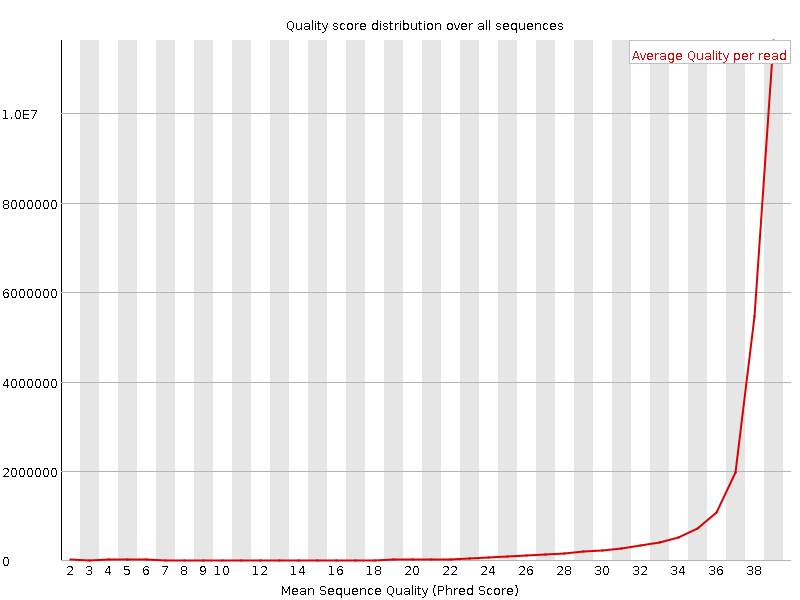 Quality score distribution over all sequences
Average Quality per read
1.0E7
8000000
6000000
4000000
2000000
0
2 3 4 5 6 7 8 9 10 12 14 16 18 20 22 24 26 28 30 32 34 36 38
Mean Sequence Quality (Phred Score)